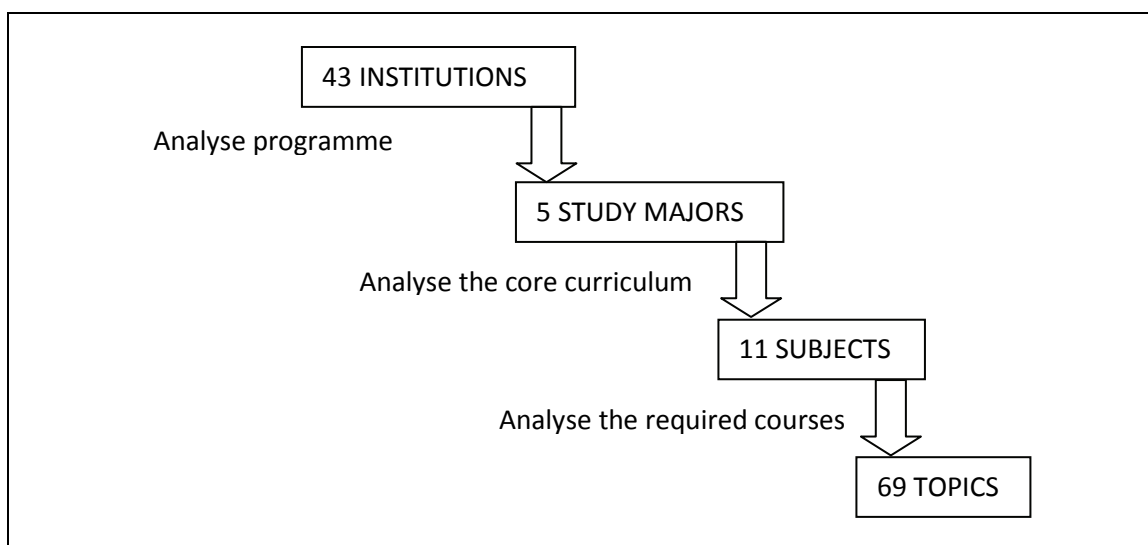 43 INSTITUTIONS
Analyse programme
5 STUDY MAJORS
Analyse the core curriculum
11 SUBJECTS
Analyse the required courses
69 TOPICS